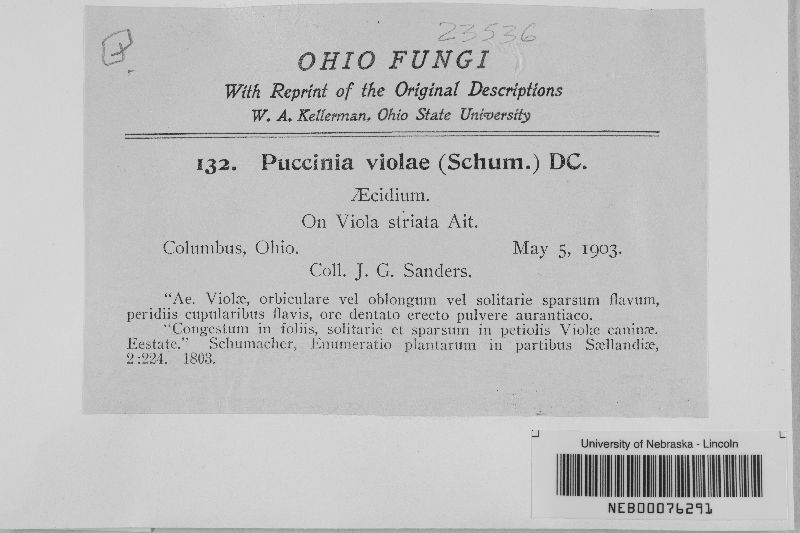 23536
OHIO FUNGI
With Reprint of the Original Descriptions
W. A. Kellerman, Ohio State University
132. Puccinia violae (Schum.) DC.
Æcidium.
On Viola striata Ait.
Columbus, Ohio. May 5, 1903.
Coll. J. G. Sanders.
"Ae. Violæ, orbiculare vel oblongum vel solitarie sparsum flavum,
peridiis cupularibus flavis, ore dentato erecto pulvere aurantiaco.
"Congestum in foliis, solitarie et sparsum in petiolis Violæ caninæ.
Eestate." Schumacher, Enumeratio plantarum in partibus Sællandiæ,
2:224. 1803.
University of Nebraska - Lincoln
NEB00076291